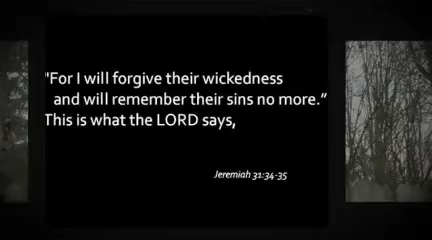 "For I will forgive their wickedness
and will remember their sins no more.”
This is what the LORD says,
Jeremiah 31:34-35